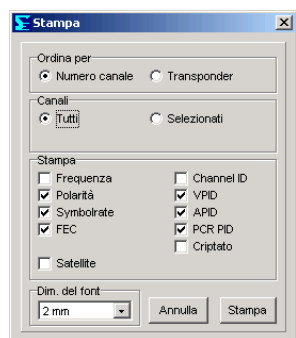 Stampa
Ordina per
Numero canale Transponder
Canali
Tutti Selezionati
Stampa
Frequenza Channel ID
Polarità VPID
Symbolrate APID
FEC PCR PID
Criptato
Satellite
Dim. del font
2 mm Annulla Stampa